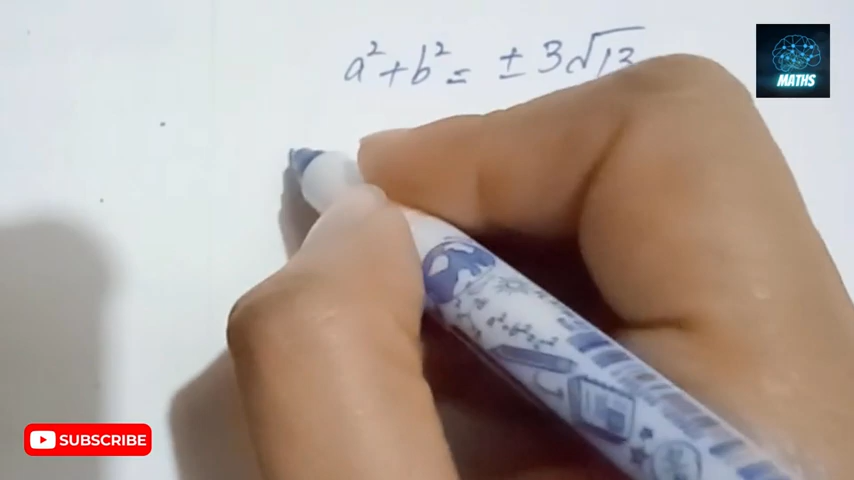 a² + b² = ± 3√13
MATHS
SUBSCRIBE